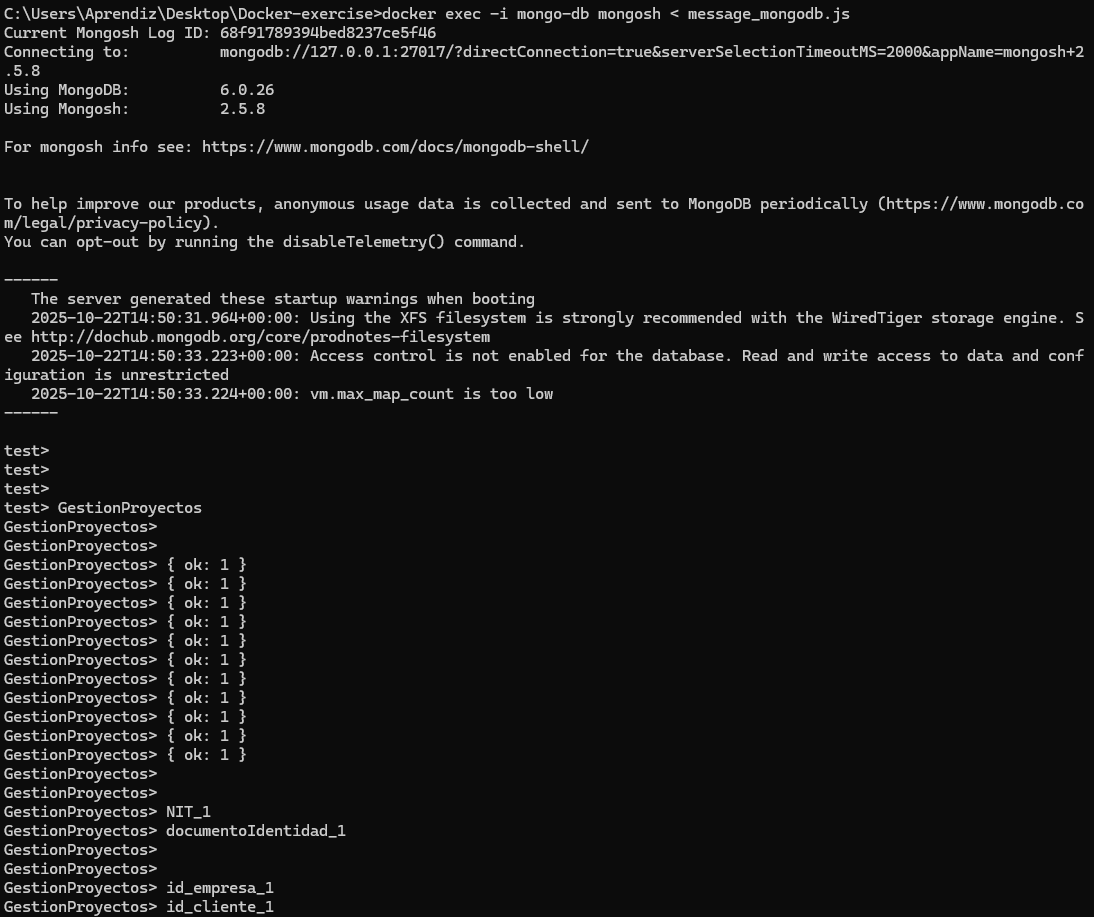 C:\Users\Aprendiz\Desktop\Docker-exercise>docker exec -i mongo-db mongosh < message_mongodb.js
Current Mongosh Log ID: 68f91789394bed8237ce5f46
Connecting to:          mongodb://127.0.0.1:27017/?directConnection=true&serverSelectionTimeoutMS=2000&appName=mongosh+2
.5.8
Using MongoDB:          6.0.26
Using Mongosh:          2.5.8

For mongosh info see: https://www.mongodb.com/docs/mongodb-shell/


To help improve our products, anonymous usage data is collected and sent to MongoDB periodically (https://www.mongodb.co
m/legal/privacy-policy).
You can opt-out by running the disableTelemetry() command.

------
   The server generated these startup warnings when booting
   2025-10-22T14:50:31.964+00:00: Using the XFS filesystem is strongly recommended with the WiredTiger storage engine. S
ee http://dochub.mongodb.org/core/prodnotes-filesystem
   2025-10-22T14:50:33.223+00:00: Access control is not enabled for the database. Read and write access to data and conf
iguration is unrestricted
   2025-10-22T14:50:33.224+00:00: vm.max_map_count is too low
------

test>
test>
test>
test> GestionProyectos
GestionProyectos>
GestionProyectos>
GestionProyectos> { ok: 1 }
GestionProyectos> { ok: 1 }
GestionProyectos> { ok: 1 }
GestionProyectos> { ok: 1 }
GestionProyectos> { ok: 1 }
GestionProyectos> { ok: 1 }
GestionProyectos> { ok: 1 }
GestionProyectos> { ok: 1 }
GestionProyectos> { ok: 1 }
GestionProyectos> { ok: 1 }
GestionProyectos> { ok: 1 }
GestionProyectos>
GestionProyectos>
GestionProyectos> NIT_1
GestionProyectos> documentoIdentidad_1
GestionProyectos>
GestionProyectos>
GestionProyectos> id_empresa_1
GestionProyectos> id_cliente_1